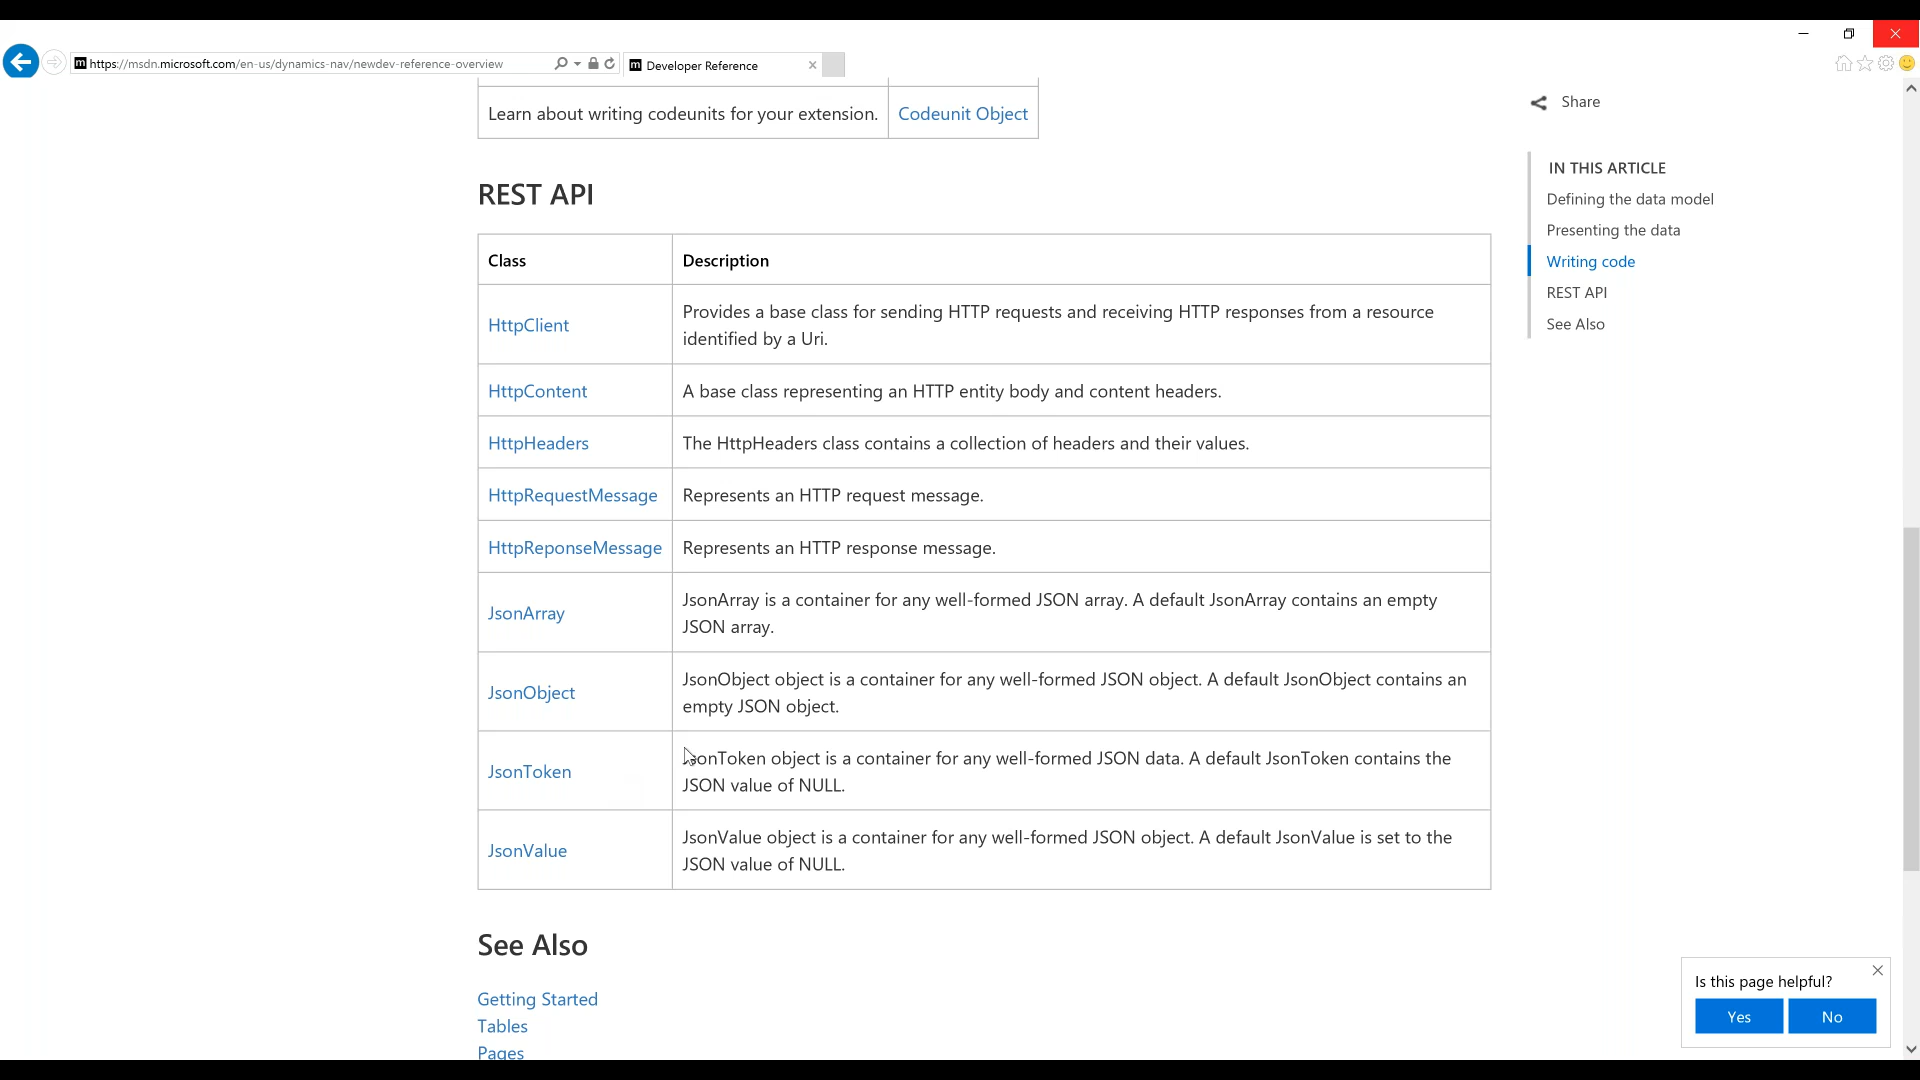 https://msdn.microsoft.com/en-us/dynamics-nav/newdev-reference-overview
Developer Reference
Learn about writing codeunits for your extension. Codeunit Object
Share
IN THIS ARTICLE
Defining the data model
Presenting the data
Writing code
REST API
See Also
REST API
Class Description
HttpClient Provides a base class for sending HTTP requests and receiving HTTP responses from a resource
identified by a Uri.
HttpContent A base class representing an HTTP entity body and content headers.
HttpHeaders The HttpHeaders class contains a collection of headers and their values.
HttpRequestMessage Represents an HTTP request message.
HttpReponseMessage Represents an HTTP response message.
JsonArray JsonArray is a container for any well-formed JSON array. A default JsonArray contains an empty
JSON array.
JsonObject JsonObject object is a container for any well-formed JSON object. A default JsonObject contains an
empty JSON object.
JsonToken JsonToken object is a container for any well-formed JSON data. A default JsonToken contains the
JSON value of NULL.
JsonValue JsonValue object is a container for any well-formed JSON object. A default JsonValue is set to the
JSON value of NULL.
See Also
Getting Started
Tables
Pages
Is this page helpful?
Yes No